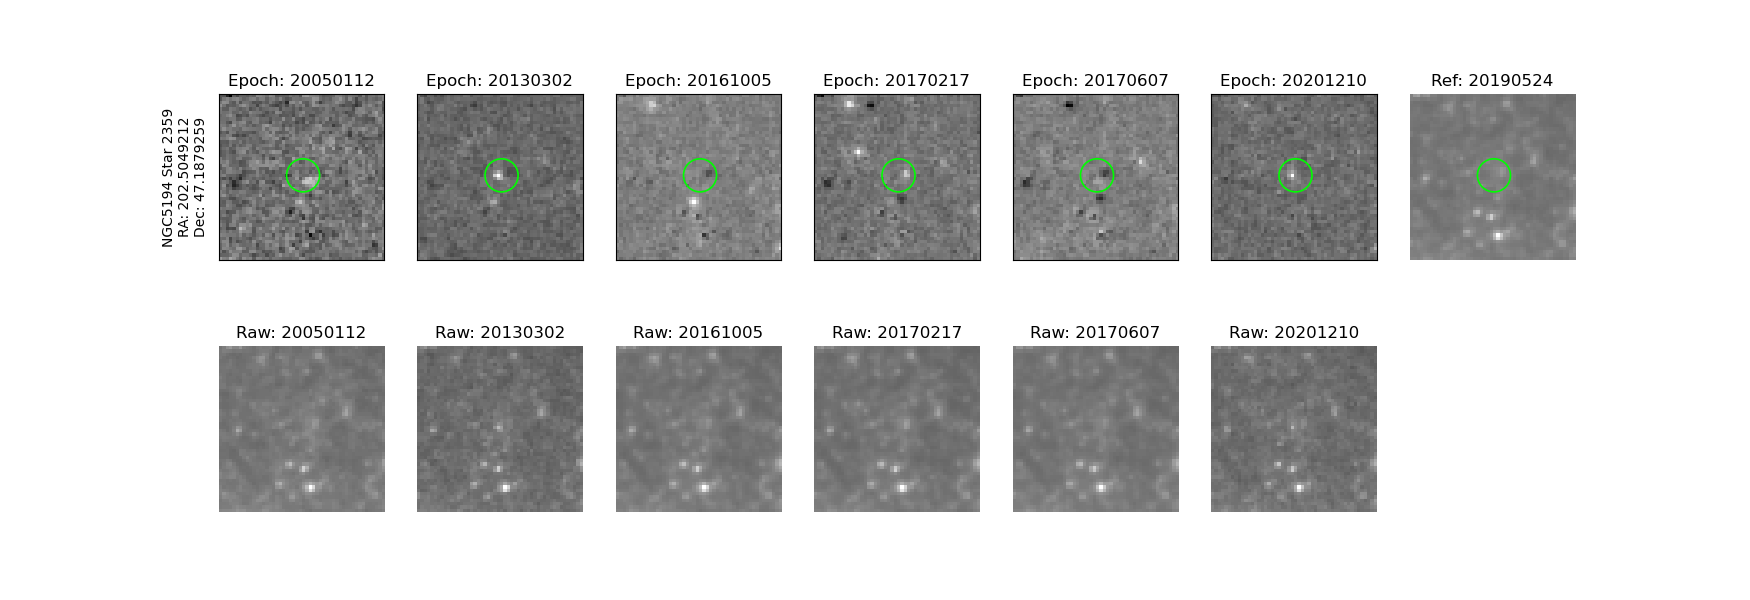 NGC5194 Star 2359
RA: 202.5049212
Dec: 47.1879259
Epoch: 20050112
Epoch: 20130302
Epoch: 20161005
Epoch: 20170217
Epoch: 20170607
Epoch: 20201210
Ref: 20190524
Raw: 20050112
Raw: 20130302
Raw: 20161005
Raw: 20170217
Raw: 20170607
Raw: 20201210